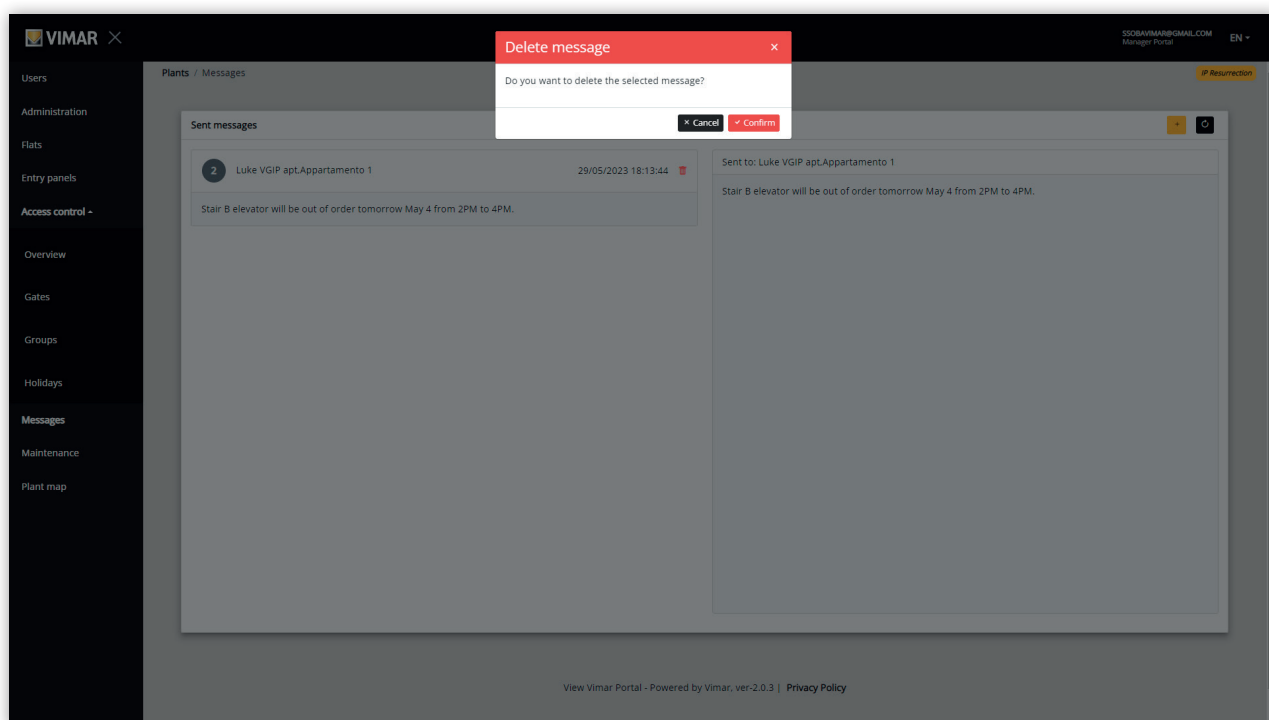 VIMAR
SSOBAVIMAR@GMAIL.COM
Manager Portal
EN
Delete message
Do you want to delete the selected message?
Cancel
Confirm
Users
Administration
Flats
Entry panels
Access control
Overview
Gates
Groups
Holidays
Messages
Maintenance
Plant map
Plants / Messages
IP Resurrection
Sent messages
2 Luke VGIP apt.Appartamento 1 29/05/2023 18:13:44
Stair B elevator will be out of order tomorrow May 4 from 2PM to 4PM.
Sent to: Luke VGIP apt.Appartamento 1
Stair B elevator will be out of order tomorrow May 4 from 2PM to 4PM.
View Vimar Portal - Powered by Vimar, ver-2.0.3 | Privacy Policy